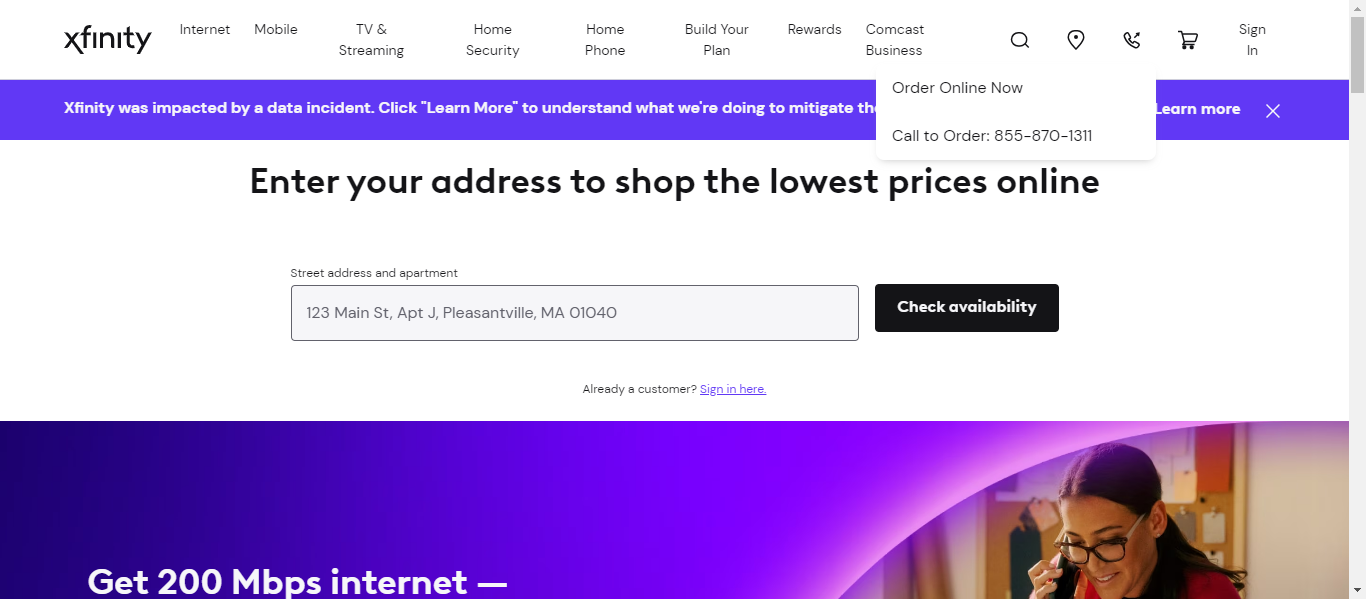 xfinity
Internet
Mobile
TV &
Streaming
Home
Security
Home
Phone
Build Your
Plan
Rewards
Comcast
Business
Sign
In
Order Online Now
Call to Order: 855-870-1311
Xfinity was impacted by a data incident. Click "Learn More" to understand what we're doing to mitigate
Learn more
Enter your address to shop the lowest prices online
Street address and apartment
123 Main St, Apt J, Pleasantville, MA 01040
Check availability
Already a customer? Sign in here.
Get 200 Mbps internet —